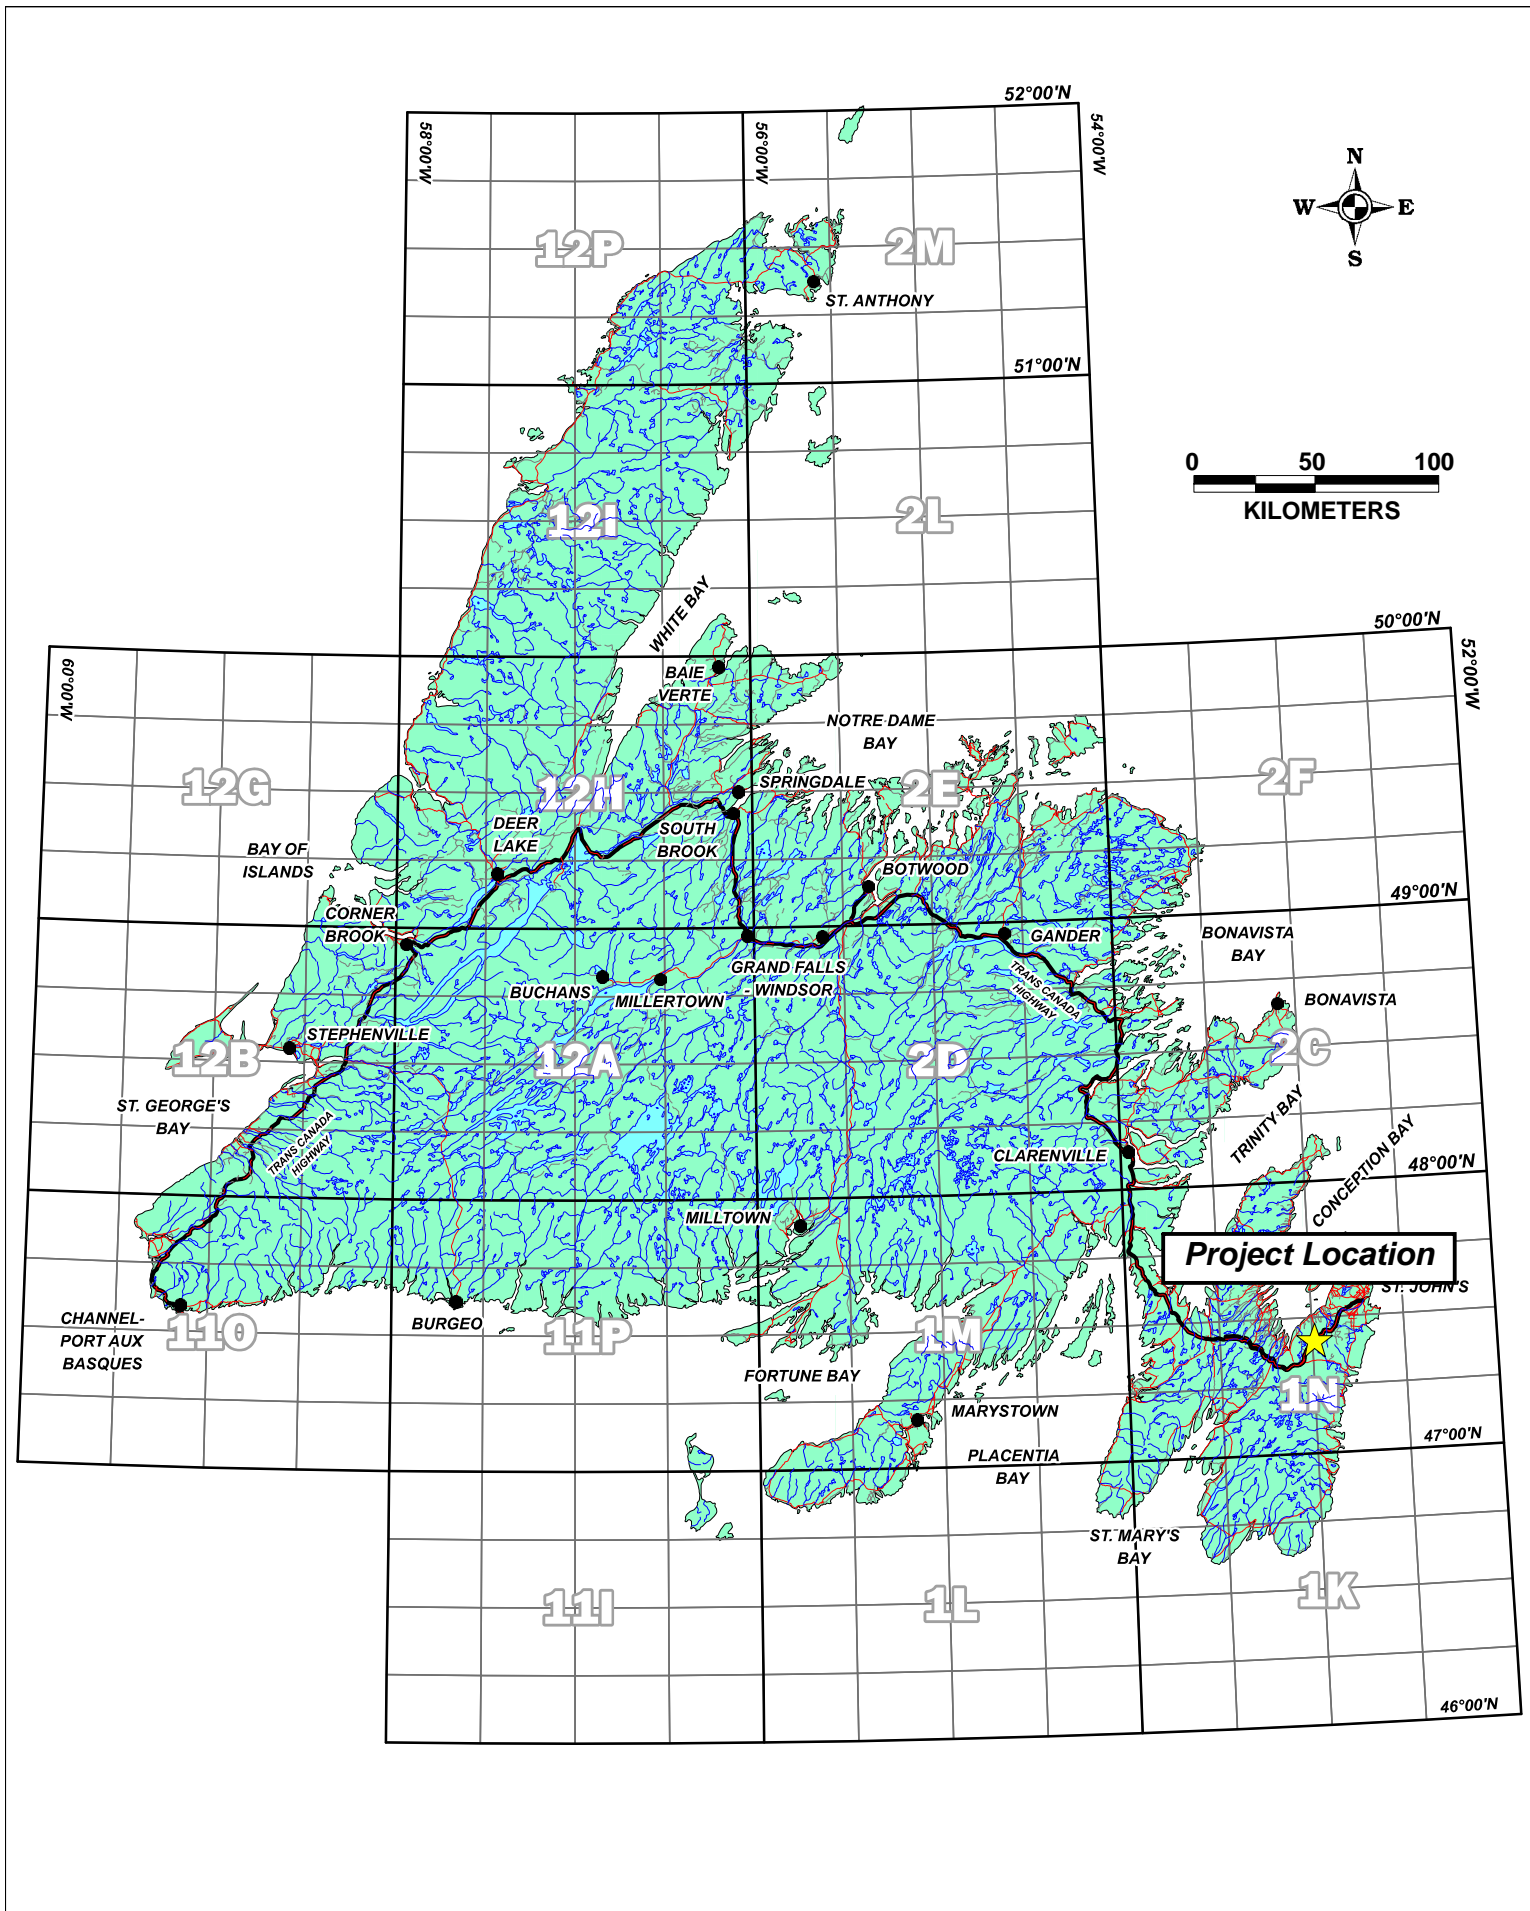 52°00'N
58°00'W
56°00'W
54°00'W
N
W E
S
12P
2M
ST. ANTHONY
51°00'N
0 50 100
KILOMETERS
12I
2L
WHITE BAY
50°00'N
60°00'W
52°00'W
BAIE
VERTE
NOTRE DAME
BAY
12G
12H
SPRINGDALE
2E
2F
DEER
LAKE
SOUTH
BROOK
BAY OF
ISLANDS
BOTWOOD
49°00'N
CORNER
BROOK
GANDER
BONAVISTA
BAY
GRAND FALLS
- WINDSOR
TRANS CANADA
HIGHWAY
BUCHANS
MILLERTOWN
BONAVISTA
STEPHENVILLE
12B
12A
2D
2C
ST. GEORGE'S
BAY
TRANS CANADA
HIGHWAY
TRINITY BAY
CLARENVILLE
CONCEPTION BAY
48°00'N
MILLTOWN
Project Location
ST. JOHN'S
CHANNEL-
PORT AUX
BASQUES
11O
BURGEO
11P
1M
FORTUNE BAY
1N
MARYSTOWN
47°00'N
PLACENTIA
BAY
ST. MARY'S
BAY
11I
1L
1K
46°00'N